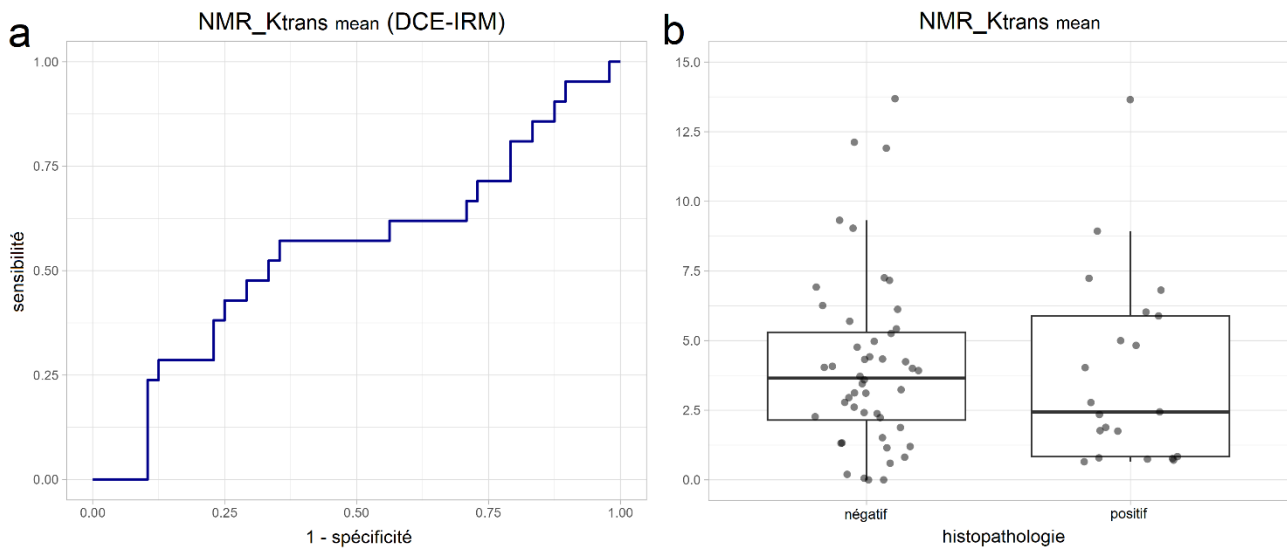 a
NMR_Ktrans mean (DCE-IRM)
1.00
0.75
0.50
0.25
0.00
sensibilité
0.00 0.25 0.50 0.75 1.00
1 - spécificité
b
NMR_Ktrans mean
15.0
12.5
10.0
7.5
5.0
2.5
0.0
négatif positif
histopathologie